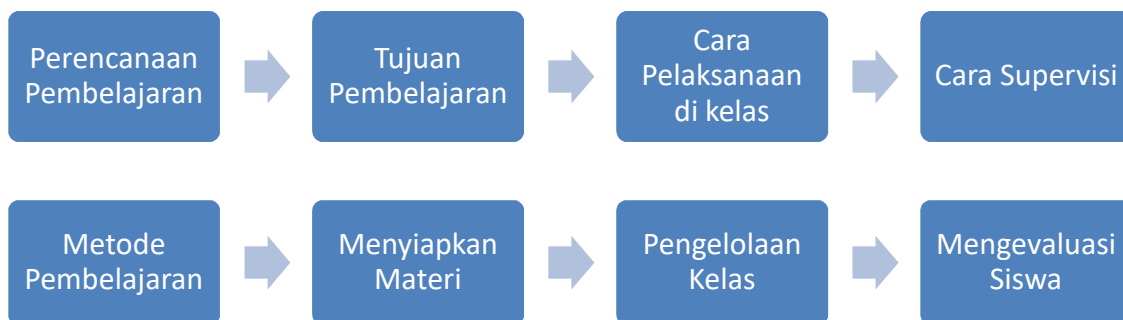 Perencanaan
Pembelajaran
Tujuan
Pembelajaran
Cara
Pelaksanaan
di kelas
Cara Supervisi
Metode
Pembelajaran
Menyiapkan
Materi
Pengelolaan
Kelas
Mengevaluasi
Siswa